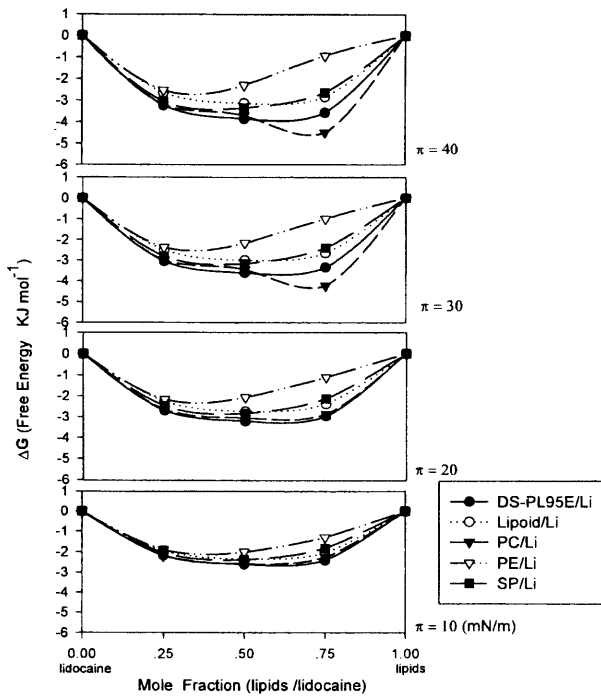 1
0
-1
-2
-3
-4
-5
-6
π = 40
1
0
-1
-2
-3
-4
-5
-6
π = 30
1
0
-1
-2
-3
-4
-5
-6
π = 20
1
0
-1
-2
-3
-4
-5
-6
π = 10 (mN/m)
ΔG (Free Energy KJ mol⁻¹)
0.00 .25 .50 .75 1.00
lidocaine lipids
Mole Fraction (lipids /lidocaine)
DS-PL95E/Li
Lipoid/Li
PC/Li
PE/Li
SP/Li